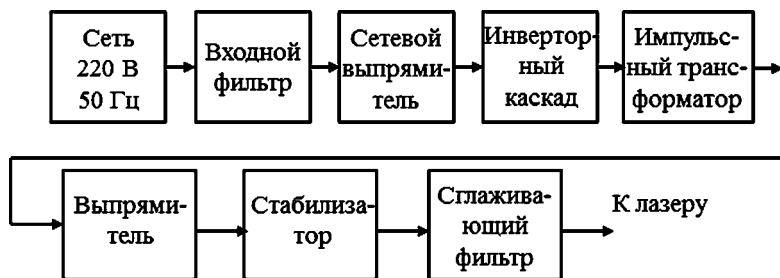 Сеть
220 В
50 Гц
Входной
фильтр
Сетевой
выпрями-
тель
Инвертор-
ный
каскад
Импульс-
ный транс-
форматор
Выпрями-
тель
Стабилиза-
тор
Сглажива-
ющий
фильтр
К лазеру